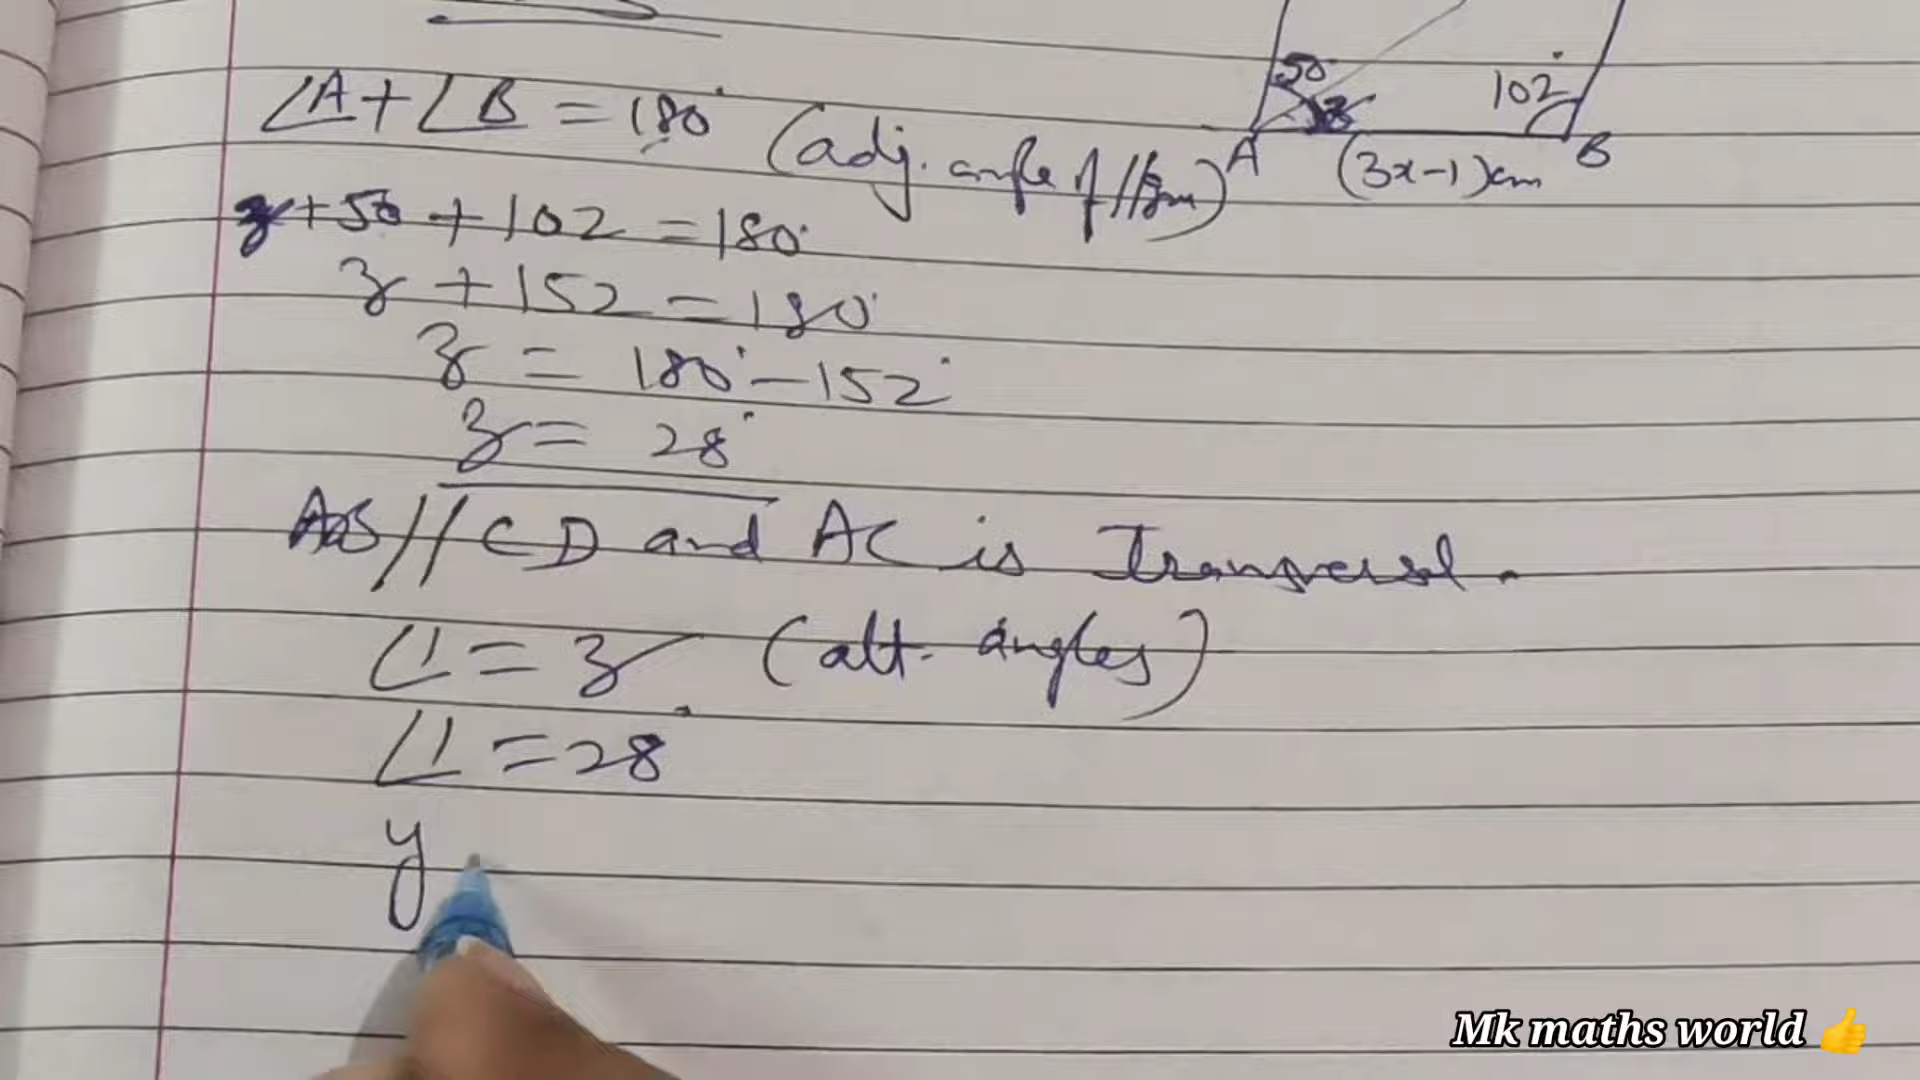 50°
z
102°
A
B
(3x-1)cm
∠A + ∠B = 180° (adj. angle of //gm)
z + 50 + 102 = 180°
z + 152 = 180°
z = 180° - 152°
z = 28°
AB // CD and AC is Transversal.
∠1 = z (alt. angles)
∠1 = 28
y
Mk maths world 👍